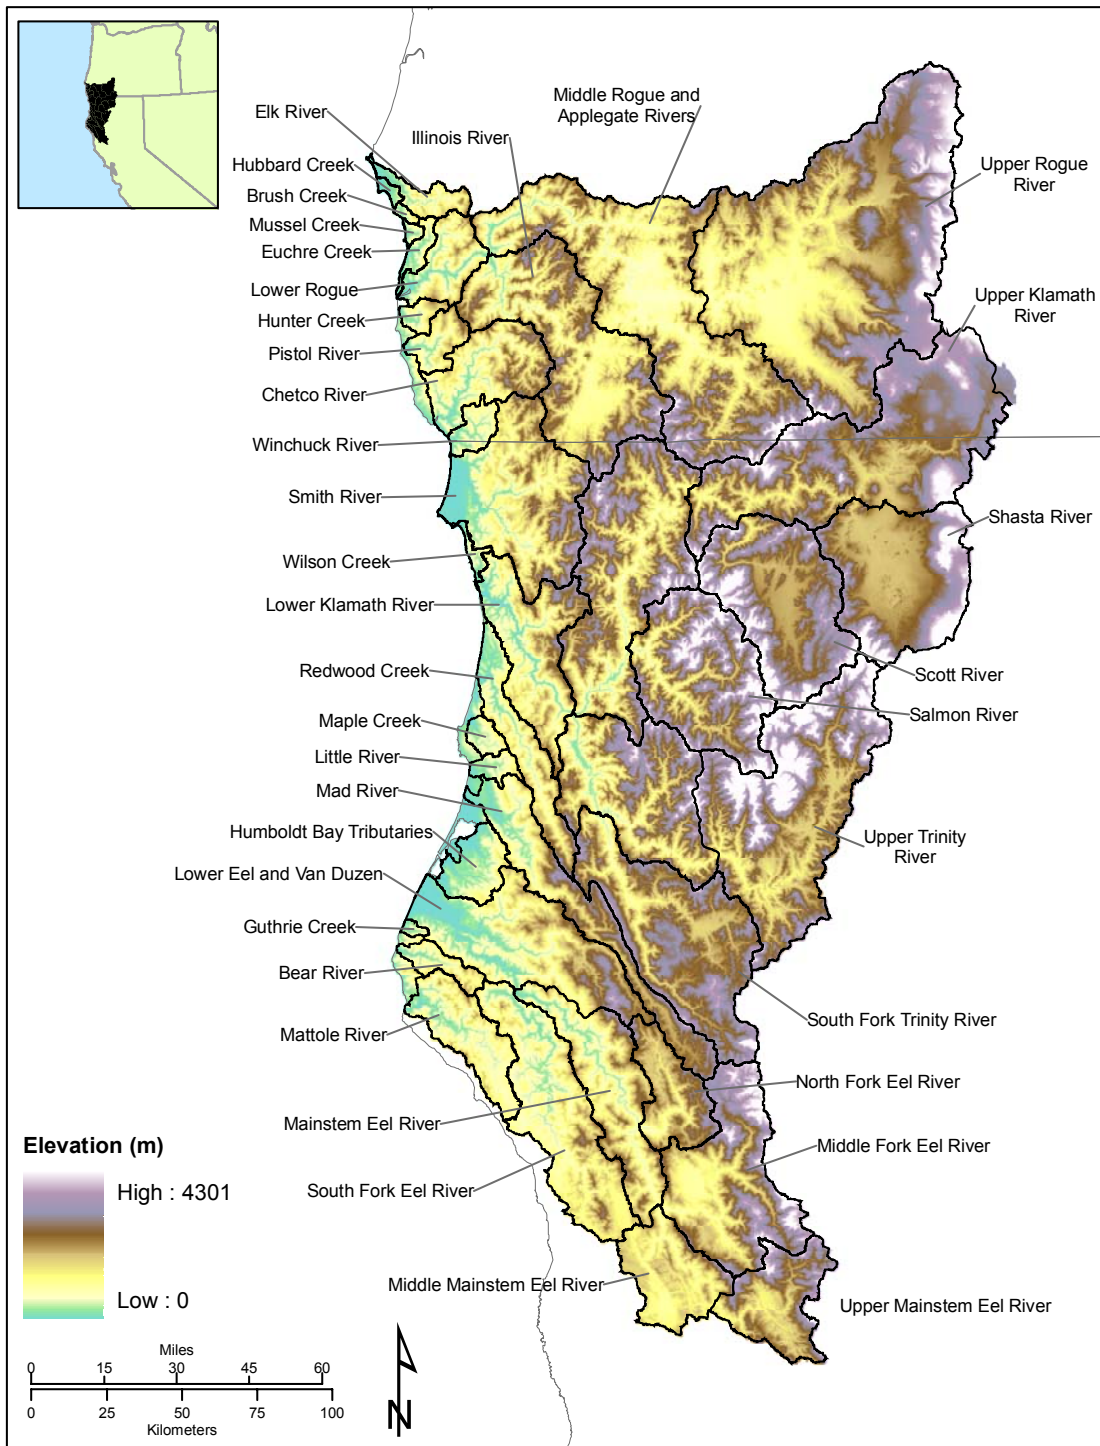 Elk River
Middle Rogue and
Applegate Rivers
Illinois River
Hubbard Creek
Upper Rogue
River
Brush Creek
Mussel Creek
Euchre Creek
Lower Rogue
Upper Klamath
River
Hunter Creek
Pistol River
Chetco River
Winchuck River
Smith River
Shasta River
Wilson Creek
Lower Klamath River
Redwood Creek
Scott River
Salmon River
Maple Creek
Little River
Mad River
Humboldt Bay Tributaries
Upper Trinity
River
Lower Eel and Van Duzen
Guthrie Creek
Bear River
South Fork Trinity River
Mattole River
North Fork Eel River
Mainstem Eel River
Middle Fork Eel River
South Fork Eel River
Middle Mainstem Eel River
Upper Mainstem Eel River
Elevation (m)
High : 4301
Low : 0
Miles
0 15 30 45 60
0 25 50 75 100
Kilometers
N